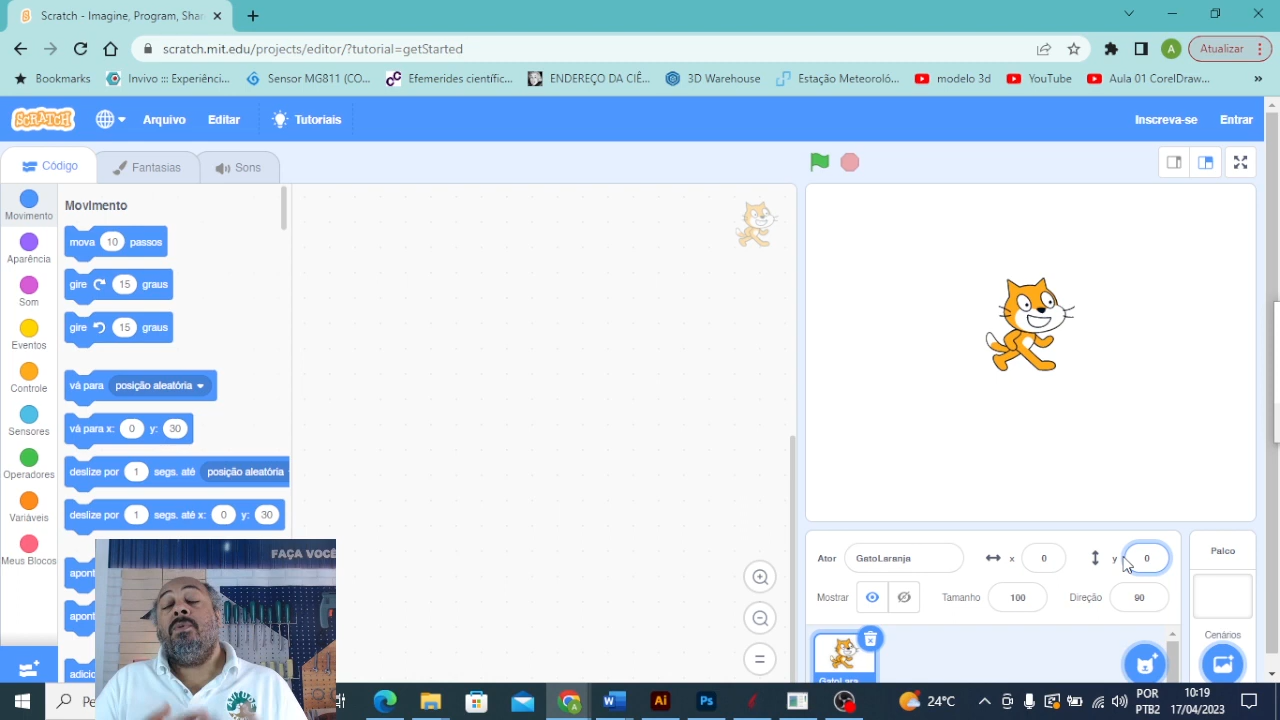 Scratch - Imagine, Program, Shar
scratch.mit.edu/projects/editor/?tutorial=getStarted
Atualizar
A
Bookmarks
Invivo ::: Experiênci...
Sensor MG811 (CO...
Efemerides científic...
ENDEREÇO DA CIÊ...
3D Warehouse
Estação Meteoroló...
modelo 3d
YouTube
Aula 01 CorelDraw...
»
SCRATCH
Arquivo
Editar
Tutoriais
Inscreva-se
Entrar
Código
Fantasias
Sons
Movimento
Aparência
Som
Eventos
Controle
Sensores
Operadores
Variáveis
Meus Blocos
Movimento
mova 10 passos
gire 15 graus
gire 15 graus
vá para posição aleatória
vá para x: 0 y: 30
deslize por 1 segs. até posição aleatória
deslize por 1 segs. até x: 0 y: 30
apont
apont
adicio
FAÇA VOCÊ
Ator GatoLaranja x 0 y 0
Mostrar Tamanho 100 Direção 90
GatoLara
Palco
Cenários
Pe
24°C
POR
PTB2
10:19
17/04/2023